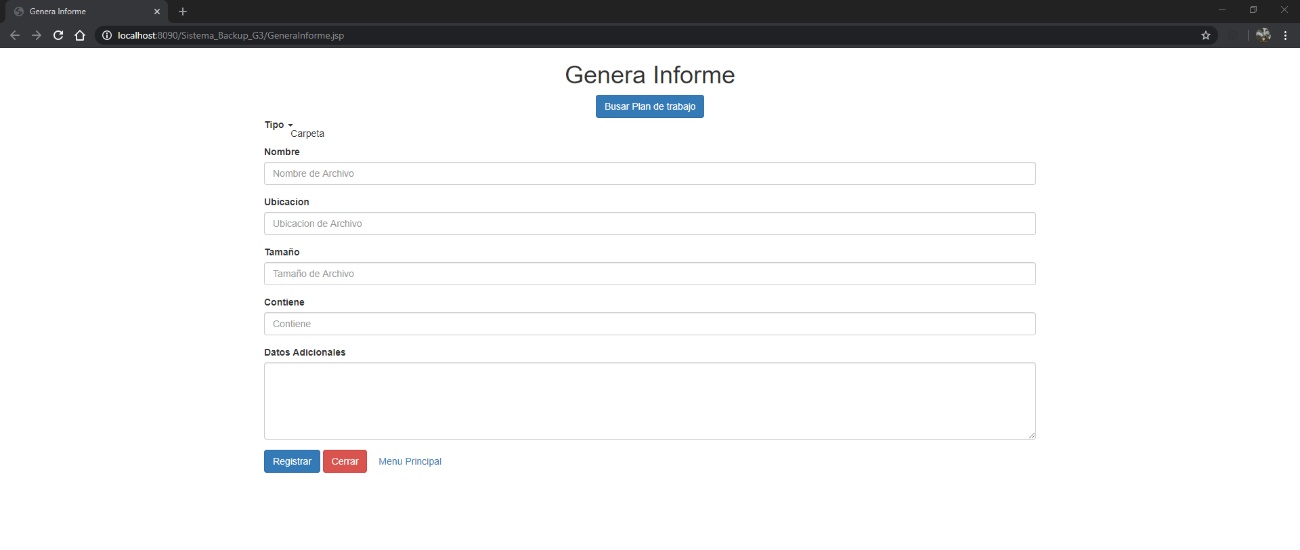 Genera Informe
localhost:8090/Sistema_Backup_G3/GeneraInforme.jsp
Genera Informe
Busar Plan de trabajo
Tipo
Carpeta
Nombre
Nombre de Archivo
Ubicacion
Ubicacion de Archivo
Tamaño
Tamaño de Archivo
Contiene
Contiene
Datos Adicionales
Registrar Cerrar Menu Principal